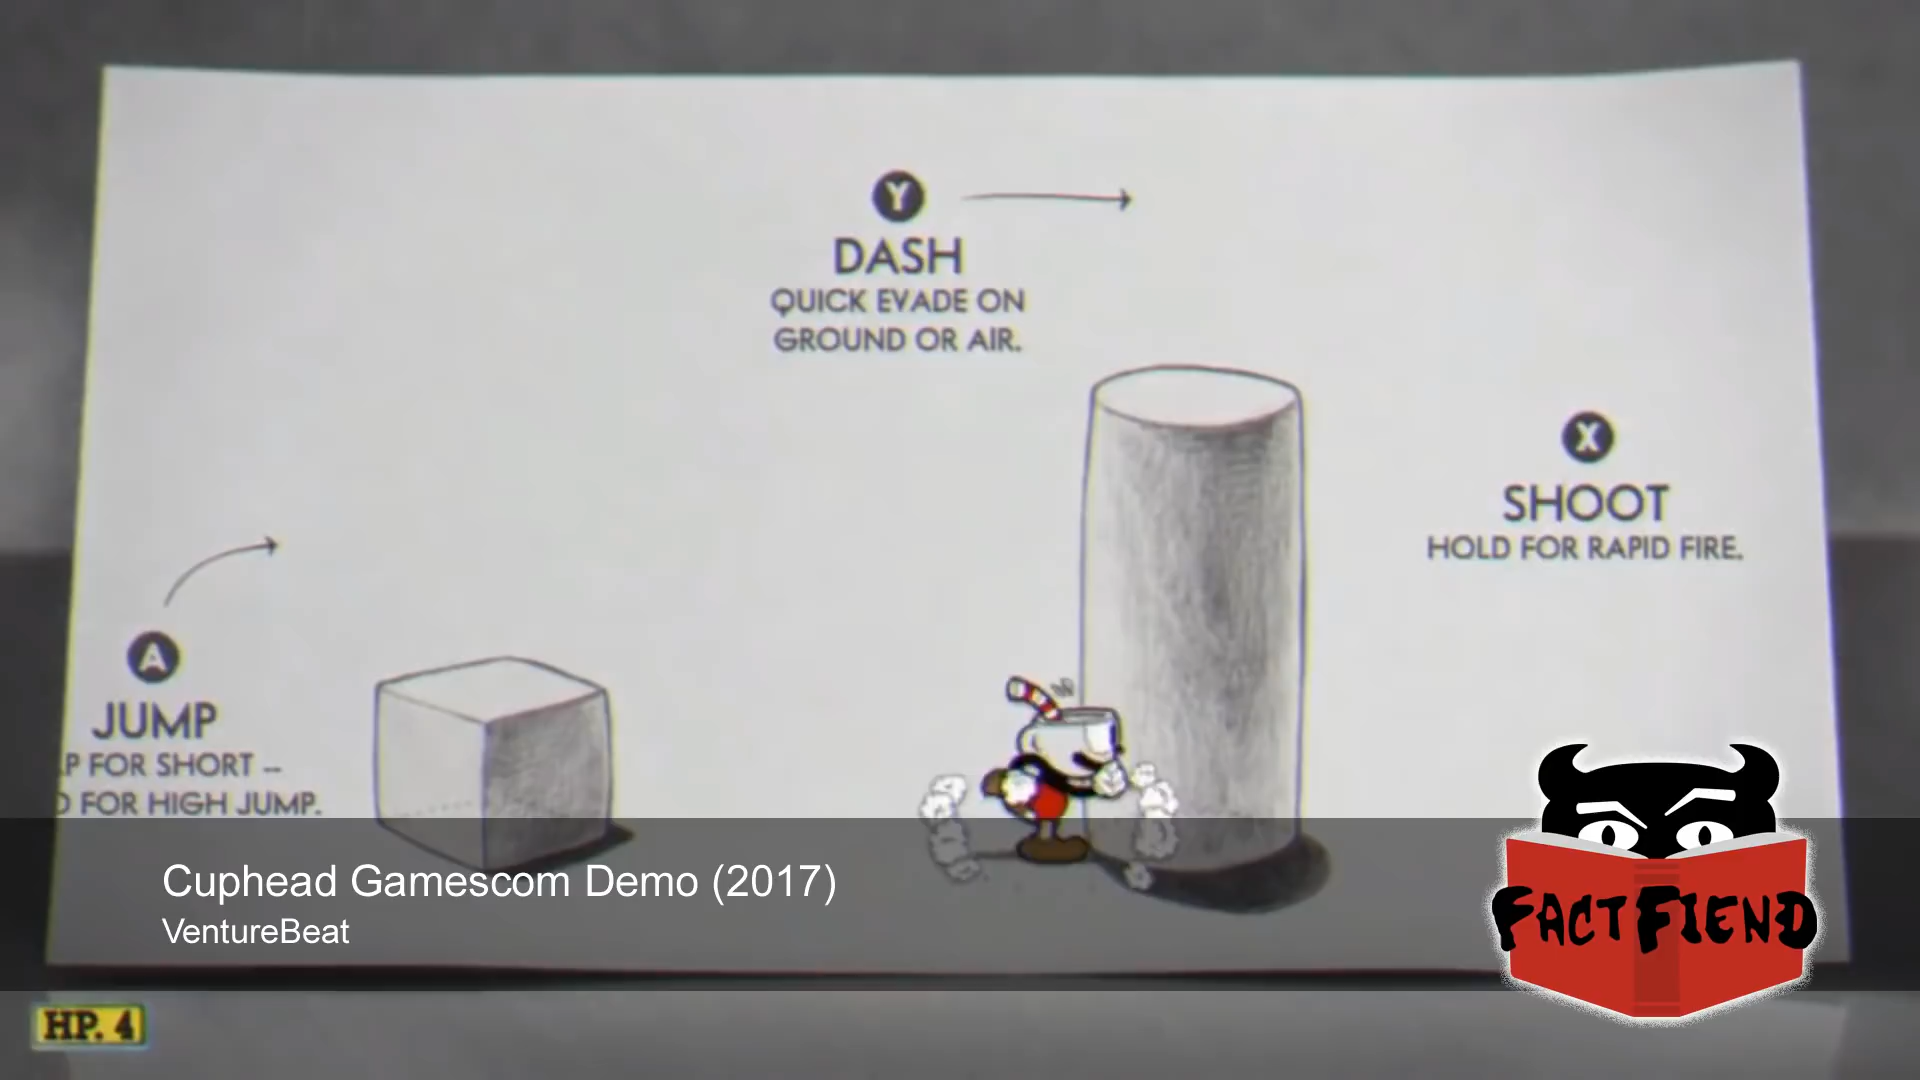 Y
DASH
QUICK EVADE ON
GROUND OR AIR.
X
SHOOT
HOLD FOR RAPID FIRE.
A
JUMP
P FOR SHORT --
D FOR HIGH JUMP.
Cuphead Gamescom Demo (2017)
VentureBeat
FACT FIEND
HP. 4